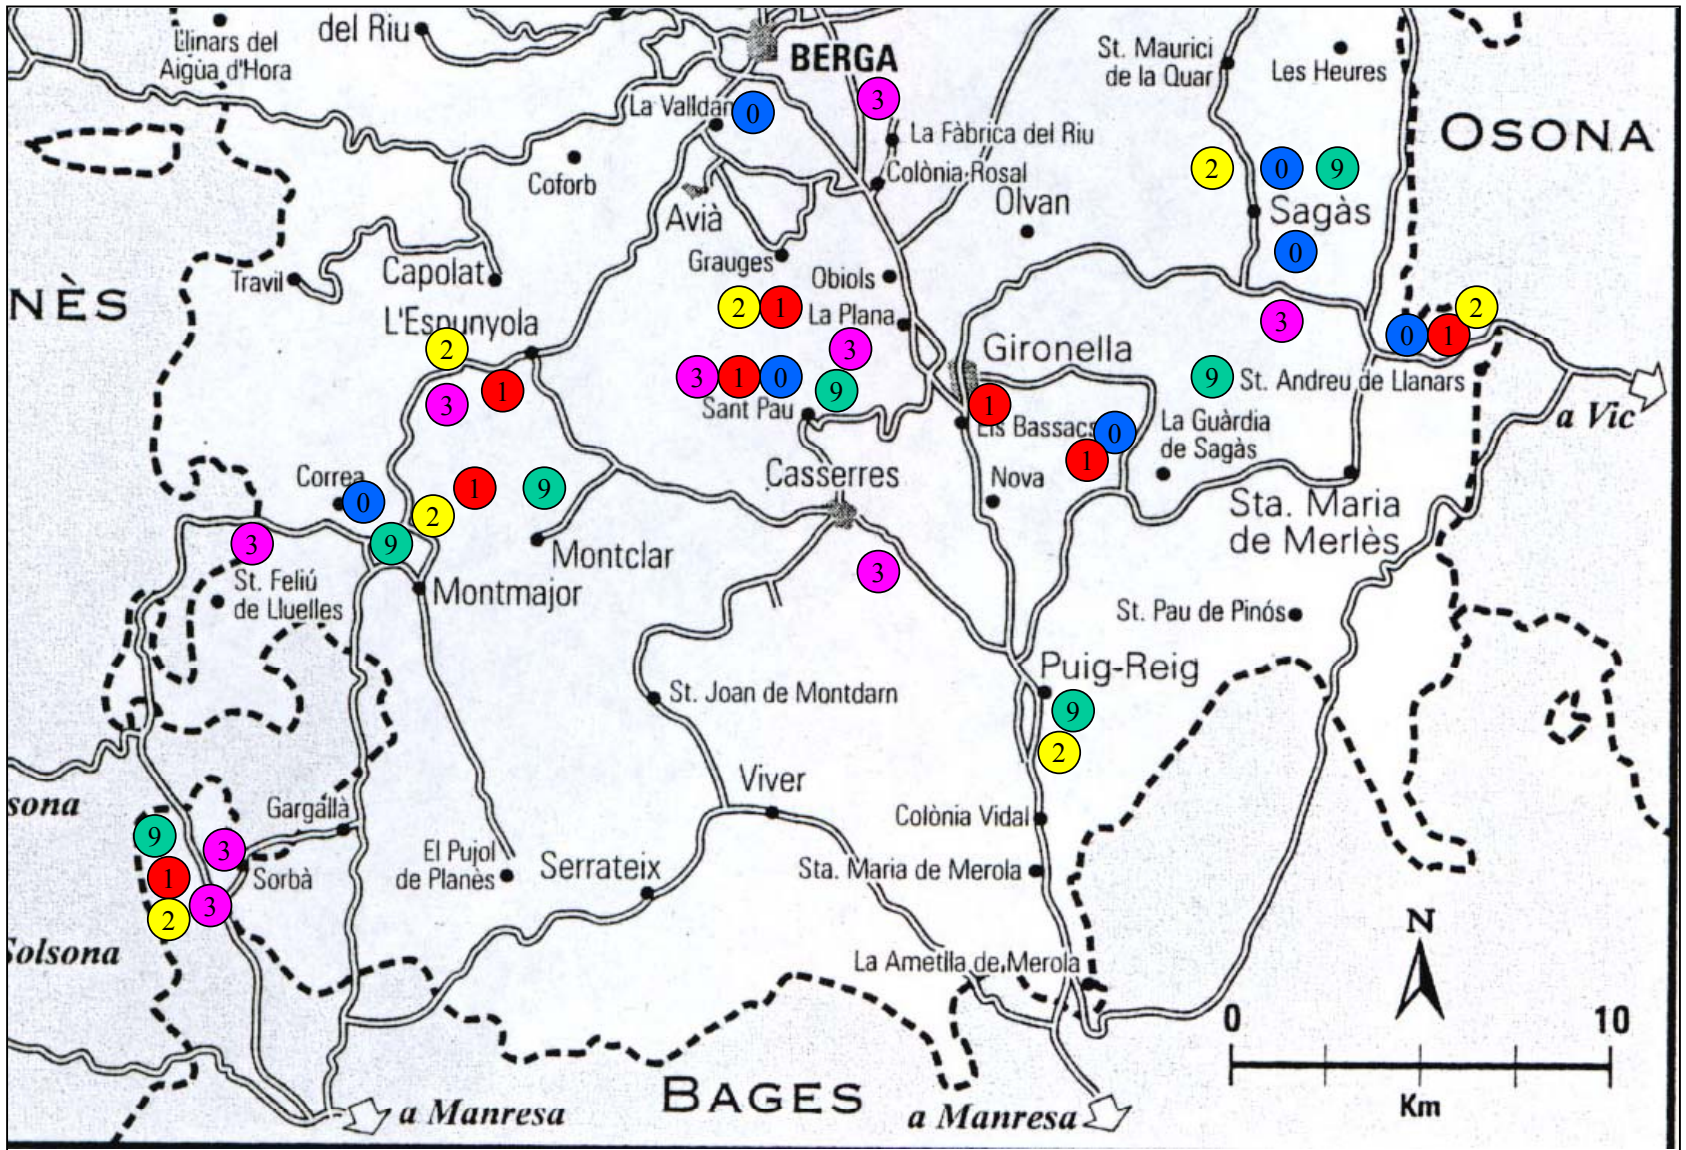 Llinars del
Aigua d'Hora
del Riu
BERGA
St. Maurici
de la Quar
Les Heures
OSONA
La Valldan
0
3
La Fàbrica del Riu
Colònia Rosal
Coforb
2
0
9
Avià
Olvan
Sagàs
0
Grauges
Travil
Capolat
Obiols
NÈS
L'Espunyola
2
1
La Plana
3
0
1
2
2
3
Gironella
3
1
3
1
0
9
Sant Pau
1
9
St. Andreu de Llanars
a Vic
Els Bassacs
0
1
La Guàrdia
de Sagàs
Correa
0
1
9
2
Casserres
Nova
Sta. Maria
de Merlès
3
9
Montclar
3
St. Feliú
de Lluelles
Montmajor
St. Pau de Pinós
Puig-Reig
St. Joan de Montdarn
9
2
Viver
sona
Gargallà
Colònia Vidal
9
3
El Pujol
de Planès
Serrateix
Sta. Maria de Merola
1
Sorbà
3
2
N
Solsona
La Ametlla de Merola
0
10
Km
BAGES
a Manresa
a Manresa